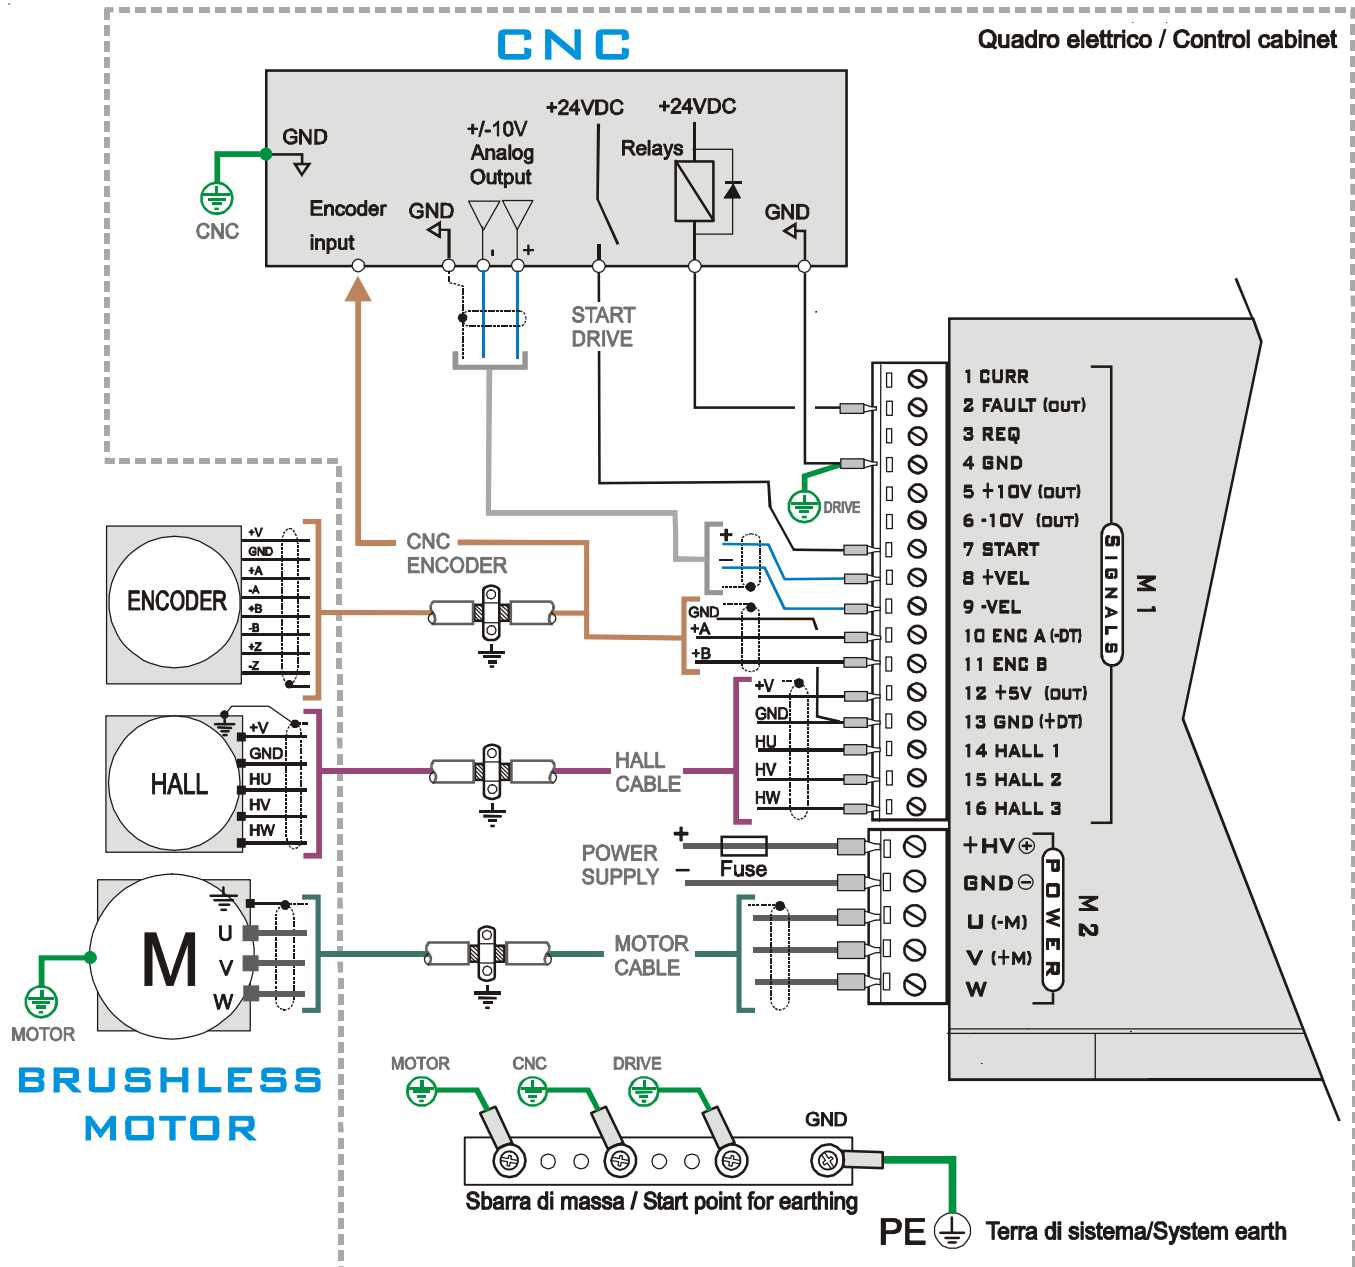 CNC
Quadro elettrico / Control cabinet
GND
CNC
Encoder
input
GND
+/-10V
Analog
Output
-
+
+24VDC
+24VDC
Relays
GND
START
DRIVE
DRIVE
1 CURR
2 FAULT (OUT)
3 REQ
4 GND
5 +10V (OUT)
6 -10V (OUT)
7 START
8 +VEL
9 -VEL
10 ENC A (-DT)
11 ENC B
12 +5V (OUT)
13 GND (+DT)
14 HALL 1
15 HALL 2
16 HALL 3
SIGNALS
M 1
+HV +
GND -
U (-M)
V (+M)
W
POWER
M 2
ENCODER
+V
GND
+A
-A
+B
-B
+Z
-Z
CNC
ENCODER
+
-
GND
+A
+B
HALL
+V
GND
HU
HV
HW
HALL
CABLE
+V
GND
HU
HV
HW
POWER
SUPPLY
+
-
Fuse
M
U
V
W
MOTOR
MOTOR
CABLE
BRUSHLESS
MOTOR
MOTOR
CNC
DRIVE
GND
Sbarra di massa / Start point for earthing
PE
Terra di sistema/System earth